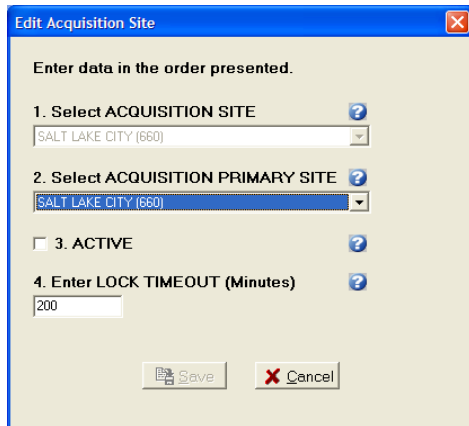 Edit Acquisition Site
Enter data in the order presented.
1. Select ACQUISITION SITE
SALT LAKE CITY (660)
2. Select ACQUISITION PRIMARY SITE
SALT LAKE CITY (660)
3. ACTIVE
4. Enter LOCK TIMEOUT (Minutes)
200
Save Cancel